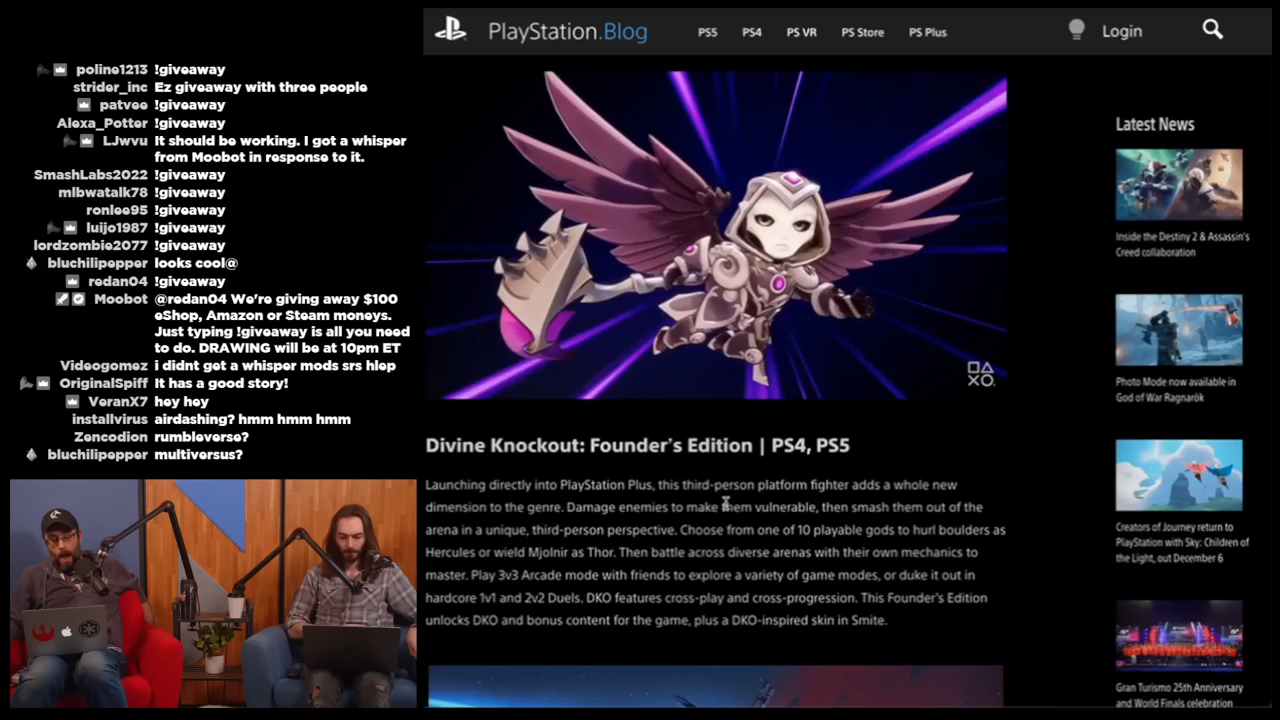 poline1213 !giveaway
strider_inc Ez giveaway with three people
patvee !giveaway
Alexa_Potter !giveaway
LJwvu It should be working. I got a whisper
from Moobot in response to it.
SmashLabs2022 !giveaway
mlbwatalk78 !giveaway
ronlee95 !giveaway
luijo1987 !giveaway
lordzombie2077 !giveaway
bluchilipepper looks cool@
redan04 !giveaway
Moobot @redan04 We're giving away $100
eShop, Amazon or Steam moneys.
Just typing !giveaway is all you need
to do. DRAWING will be at 10pm ET
Videogomez i didnt get a whisper mods srs hlep
OriginalSpiff It has a good story!
VeranX7 hey hey
installvirus airdashing? hmm hmm hmm
Zencodion rumbleverse?
bluchilipepper multiversus?
PlayStation.Blog PS5 PS4 PS VR PS Store PS Plus Login
Divine Knockout: Founder's Edition | PS4, PS5
Launching directly into PlayStation Plus, this third-person platform fighter adds a whole new
dimension to the genre. Damage enemies to make them vulnerable, then smash them out of the
arena in a unique, third-person perspective. Choose from one of 10 playable gods to hurl boulders as
Hercules or wield Mjolnir as Thor. Then battle across diverse arenas with their own mechanics to
master. Play 3v3 Arcade mode with friends to explore a variety of game modes, or duke it out in
hardcore 1v1 and 2v2 Duels. DKO features cross-play and cross-progression. This Founder's Edition
unlocks DKO and bonus content for the game, plus a DKO-inspired skin in Smite.
Latest News
Inside the Destiny 2 & Assassin's
Creed collaboration
Photo Mode now available in
God of War Ragnarök
Creators of Journey return to
PlayStation with Sky: Children of
the Light, out December 6
Gran Turismo 25th Anniversary
and World Finals celebration